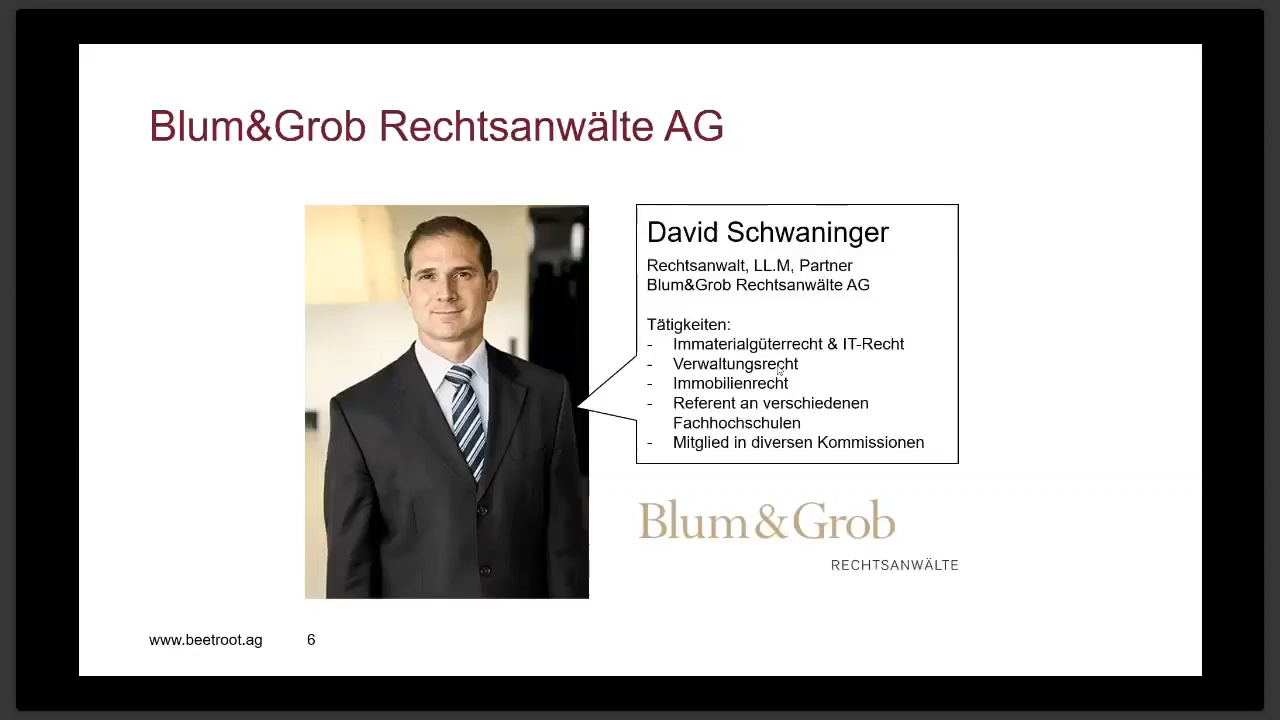 Blum&Grob Rechtsanwälte AG
David Schwaninger
Rechtsanwalt, LL.M, Partner
Blum&Grob Rechtsanwälte AG
Tätigkeiten:
- Immaterialgüterrecht & IT-Recht
- Verwaltungsrecht
- Immobilienrecht
- Referent an verschiedenen
Fachhochschulen
- Mitglied in diversen Kommissionen
Blum & Grob
RECHTSANWÄLTE
www.beetroot.ag 6